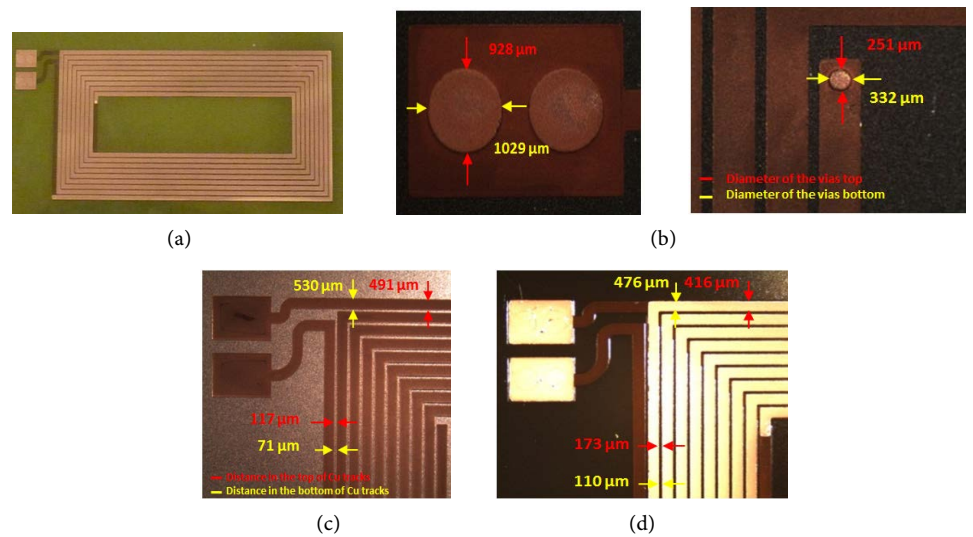 928 µm
1029 µm
251 µm
332 µm
Diameter of the vias top
Diameter of the vias bottom
(a)
(b)
530 µm
491 µm
117 µm
71 µm
Distance in the top of Cu tracks
Distance in the bottom of Cu tracks
476 µm
416 µm
173 µm
110 µm
(c)
(d)